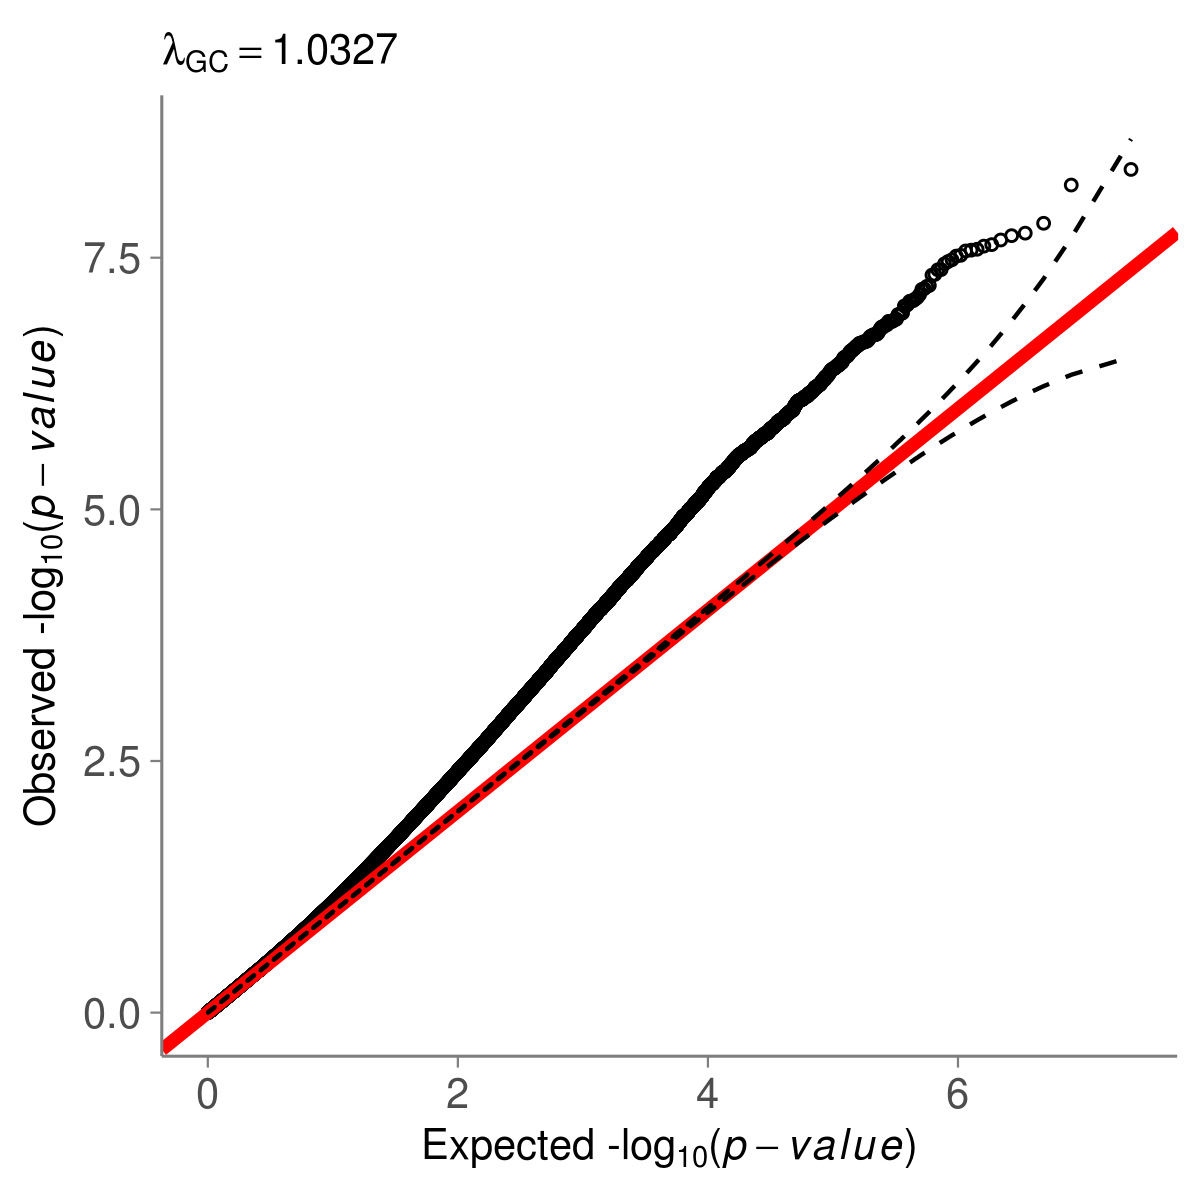 λGC = 1.0327
Observed -log10(p − value)
7.5
5.0
2.5
0.0
0 2 4 6
Expected -log10(p − value)